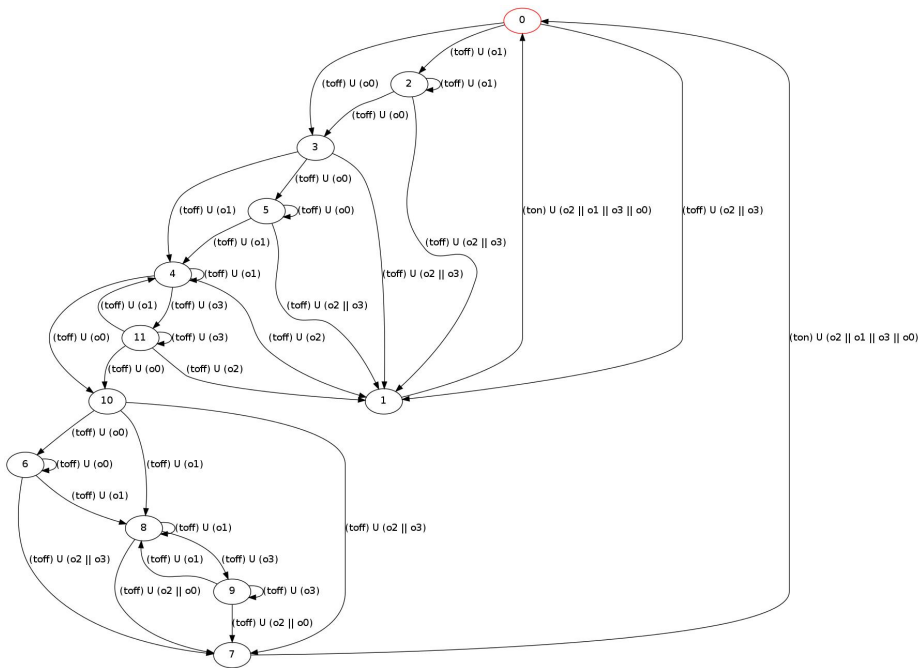 0
(toff) U (o1)
(toff) U (o0)
2
(toff) U (o1)
(toff) U (o0)
3
(toff) U (o0)
(toff) U (o1)
5
(toff) U (o0)
(ton) U (o2 || o1 || o3 || o0)
(toff) U (o2 || o3)
(toff) U (o1)
(toff) U (o2 || o3)
4
(toff) U (o1)
(toff) U (o2 || o3)
(toff) U (o1)
(toff) U (o3)
(toff) U (o2 || o3)
(toff) U (o0)
11
(toff) U (o3)
(toff) U (o2)
(ton) U (o2 || o1 || o3 || o0)
(toff) U (o0)
(toff) U (o2)
10
1
(toff) U (o0)
6
(toff) U (o0)
(toff) U (o1)
(toff) U (o1)
8
(toff) U (o1)
(toff) U (o2 || o3)
(toff) U (o2 || o3)
(toff) U (o1)
(toff) U (o3)
(toff) U (o2 || o0)
9
(toff) U (o3)
(toff) U (o2 || o0)
7